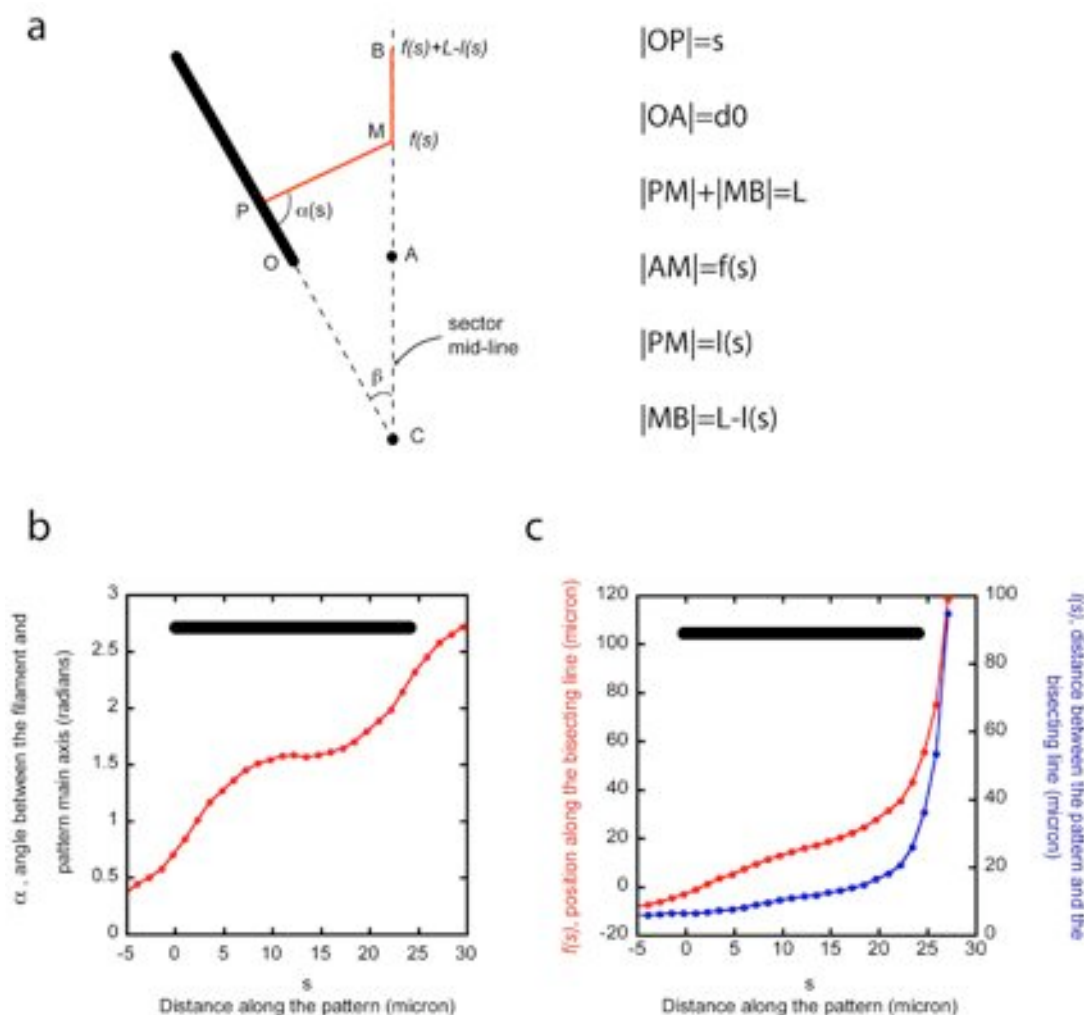 a
B
f(s)+L-l(s)
M
f(s)
P
α(s)
O
A
sector
mid-line
β
C
|OP|=s
|OA|=d0
|PM|+|MB|=L
|AM|=f(s)
|PM|=l(s)
|MB|=L-l(s)
b
α , angle between the filament and
pattern main axis (radians)
3
2.5
2
1.5
1
0.5
0
-5 0 5 10 15 20 25 30
s
Distance along the pattern (micron)
c
f(s), position along the bisecting line (micron)
120
100
80
60
40
20
0
-20
100
80
60
40
20
0
l(s), distance between the pattern and the
bisecting line (micron)
-5 0 5 10 15 20 25 30
s
Distance along the pattern (micron)